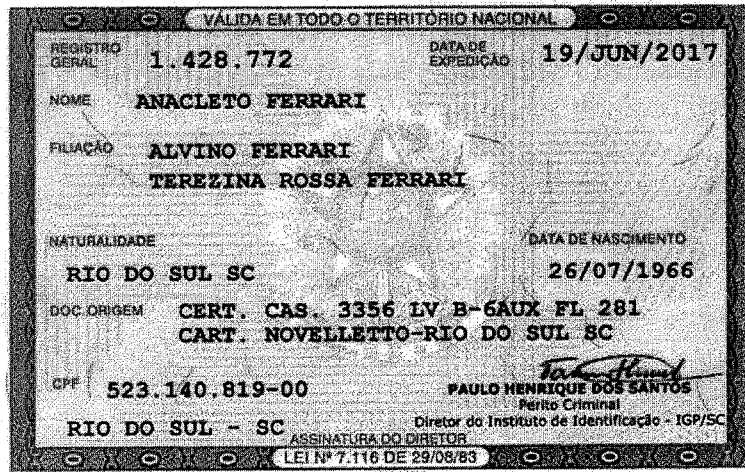 VÁLIDA EM TODO O TERRITÓRIO NACIONAL
REGISTRO GERAL 1.428.772 DATA DE EXPEDIÇÃO 19/JUN/2017
NOME ANACLETO FERRARI
FILIAÇÃO ALVINO FERRARI
TEREZINA ROSSA FERRARI
NATURALIDADE DATA DE NASCIMENTO
RIO DO SUL SC 26/07/1966
DOC ORIGEM CERT. CAS. 3356 LV B-6AUX FL 281
CART. NOVELLETTO-RIO DO SUL SC
CPF 523.140.819-00 PAULO HENRIQUE DOS SANTOS
Perito Criminal
RIO DO SUL - SC Diretor do Instituto de Identificação - IGP/SC
ASSINATURA DO DIRETOR
LEI Nº 7.116 DE 29/08/83